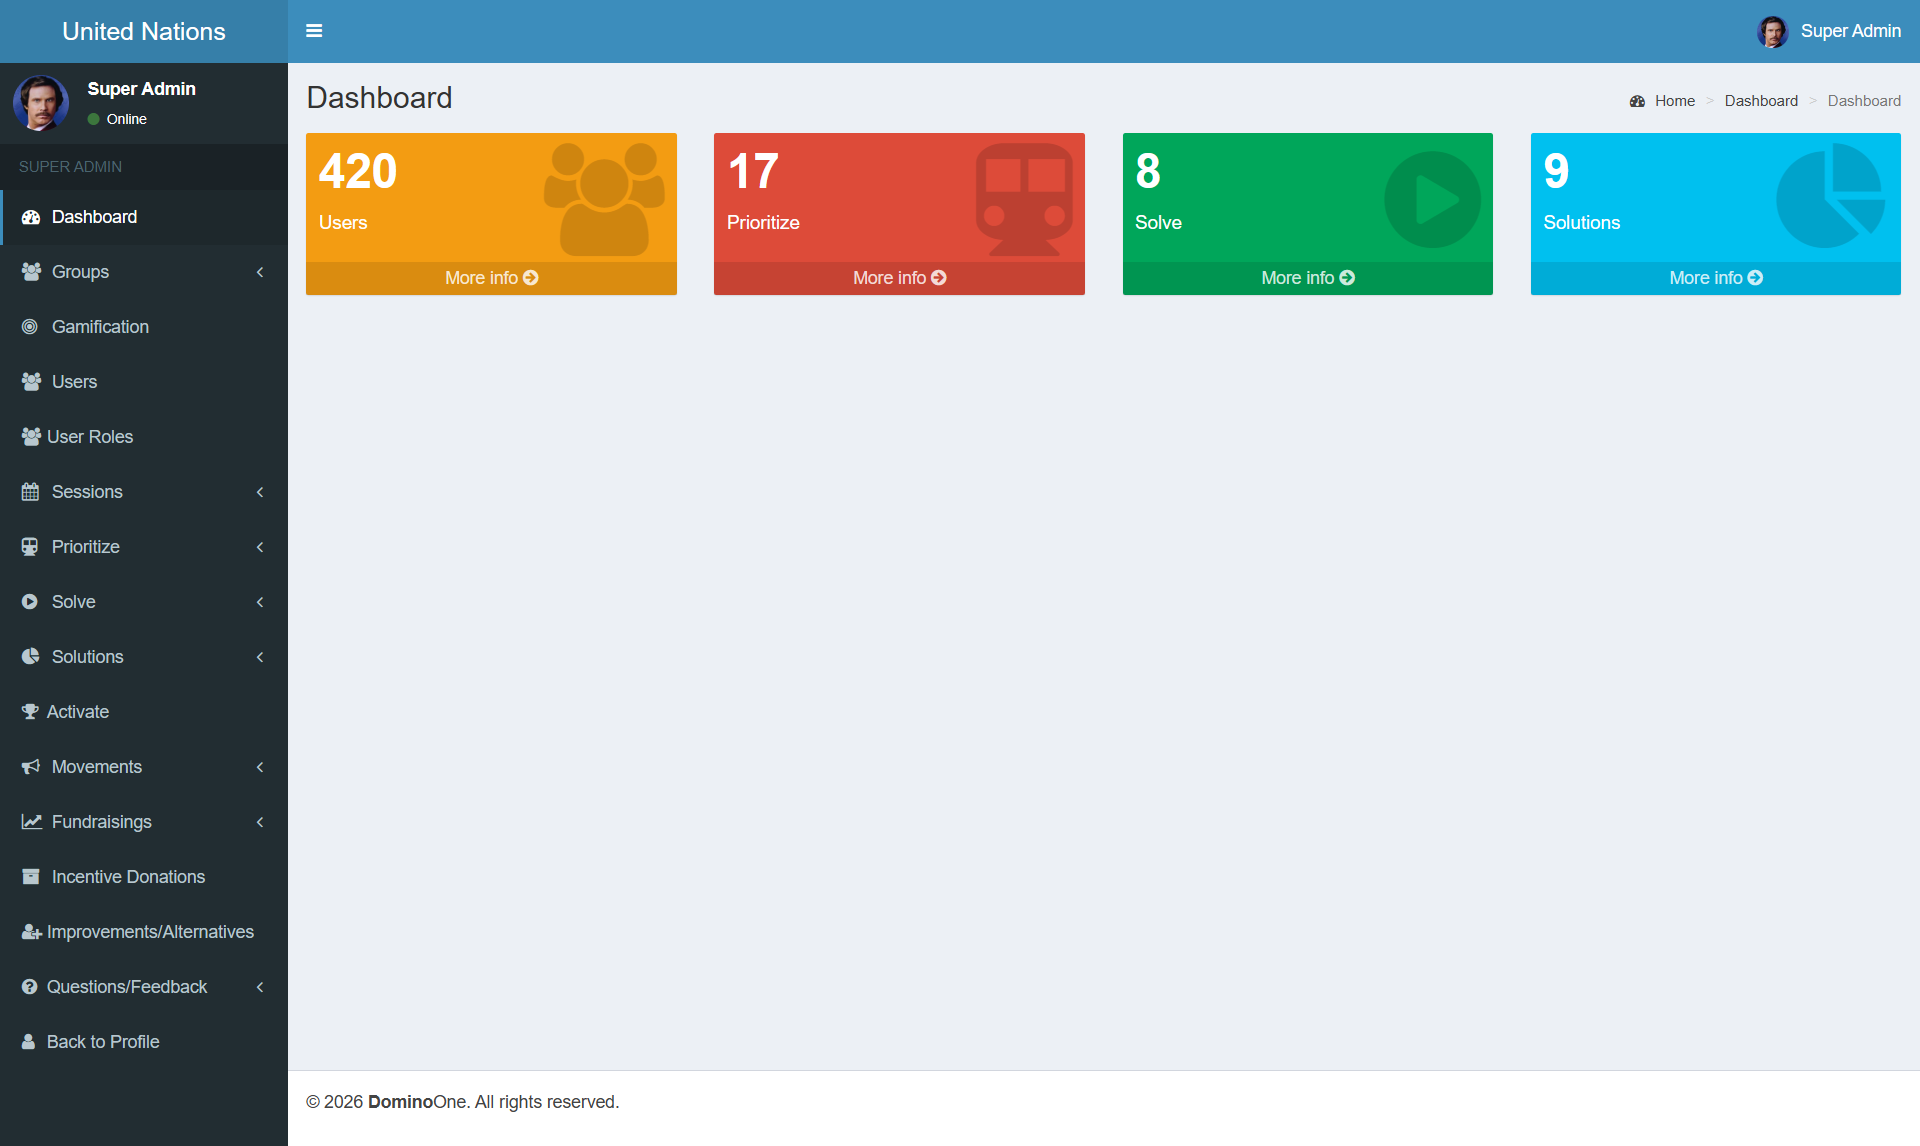 United Nations
Super Admin
Super Admin
Online
SUPER ADMIN
Dashboard
Groups
Gamification
Users
User Roles
Sessions
Prioritize
Solve
Solutions
Activate
Movements
Fundraisings
Incentive Donations
Improvements/Alternatives
Questions/Feedback
Back to Profile
Dashboard
Home > Dashboard > Dashboard
420
Users
More info
17
Prioritize
More info
8
Solve
More info
9
Solutions
More info
© 2026 DominoOne. All rights reserved.